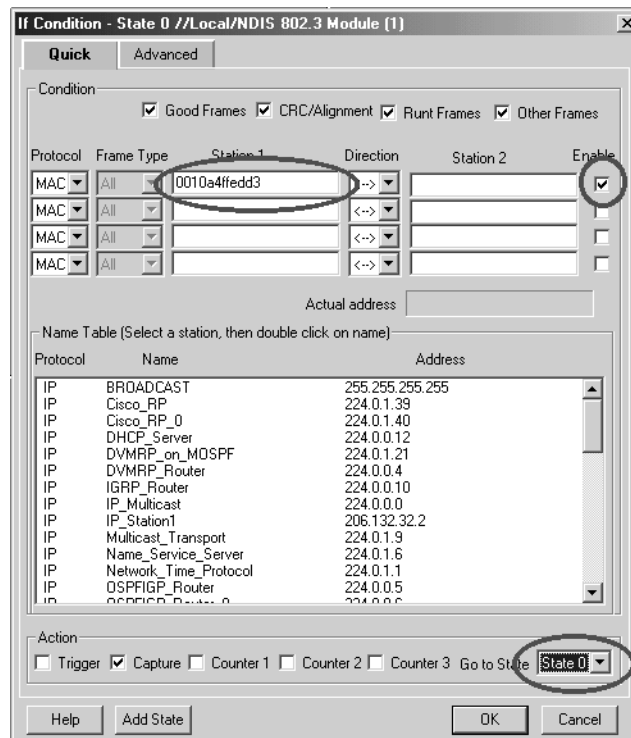 If Condition - State 0 //Local/NDIS 802.3 Module (1)
Quick Advanced
Condition
Good Frames CRC/Alignment Runt Frames Other Frames
Protocol Frame Type Station 1 Direction Station 2 Enable
MAC All 0010a4ffedd3 -->
MAC All <-->
MAC All <-->
MAC All <-->
Actual address
Name Table (Select a station, then double click on name)
Protocol Name Address
IP BROADCAST 255.255.255.255
IP Cisco_RP 224.0.1.39
IP Cisco_RP_0 224.0.1.40
IP DHCP_Server 224.0.0.12
IP DVMRP_on_MOSPF 224.0.1.21
IP DVMRP_Router 224.0.0.4
IP IGRP_Router 224.0.0.10
IP IP_Multicast 224.0.0.0
IP IP_Station1 206.132.32.2
IP Multicast_Transport 224.0.1.9
IP Name_Service_Server 224.0.1.6
IP Network_Time_Protocol 224.0.1.1
IP OSPFIGP_Router 224.0.0.5
IP OSPFIGP_Router_0 224.0.0.6
Action
Trigger Capture Counter 1 Counter 2 Counter 3 Go to State State 0
Help Add State OK Cancel